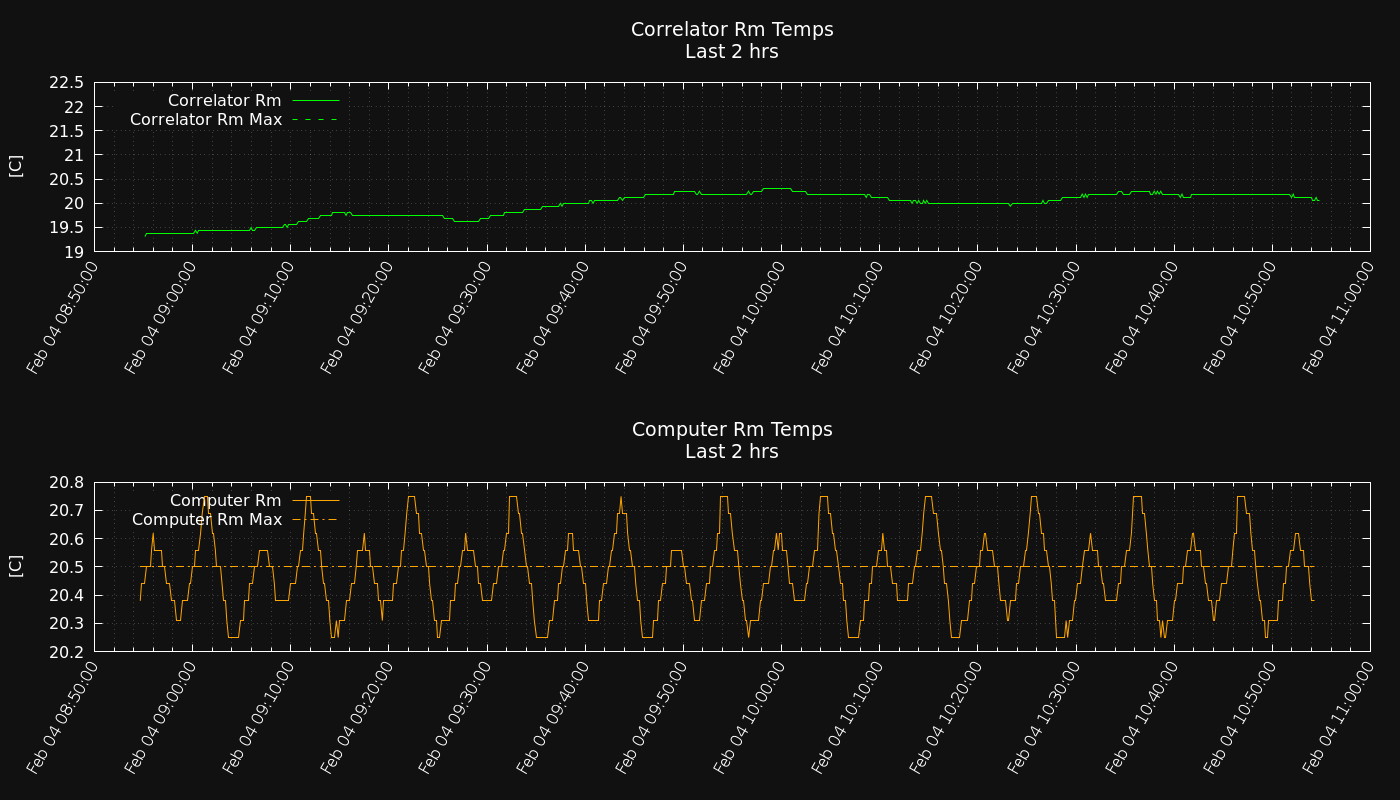 Correlator Rm Temps
Last 2 hrs
22.5
22
21.5
21
20.5
20
19.5
19
[C]
Correlator Rm
Correlator Rm Max
Feb 04 08:50:00
Feb 04 09:00:00
Feb 04 09:10:00
Feb 04 09:20:00
Feb 04 09:30:00
Feb 04 09:40:00
Feb 04 09:50:00
Feb 04 10:00:00
Feb 04 10:10:00
Feb 04 10:20:00
Feb 04 10:30:00
Feb 04 10:40:00
Feb 04 10:50:00
Feb 04 11:00:00
Computer Rm Temps
Last 2 hrs
20.8
20.7
20.6
20.5
20.4
20.3
20.2
[C]
Computer Rm
Computer Rm Max
Feb 04 08:50:00
Feb 04 09:00:00
Feb 04 09:10:00
Feb 04 09:20:00
Feb 04 09:30:00
Feb 04 09:40:00
Feb 04 09:50:00
Feb 04 10:00:00
Feb 04 10:10:00
Feb 04 10:20:00
Feb 04 10:30:00
Feb 04 10:40:00
Feb 04 10:50:00
Feb 04 11:00:00